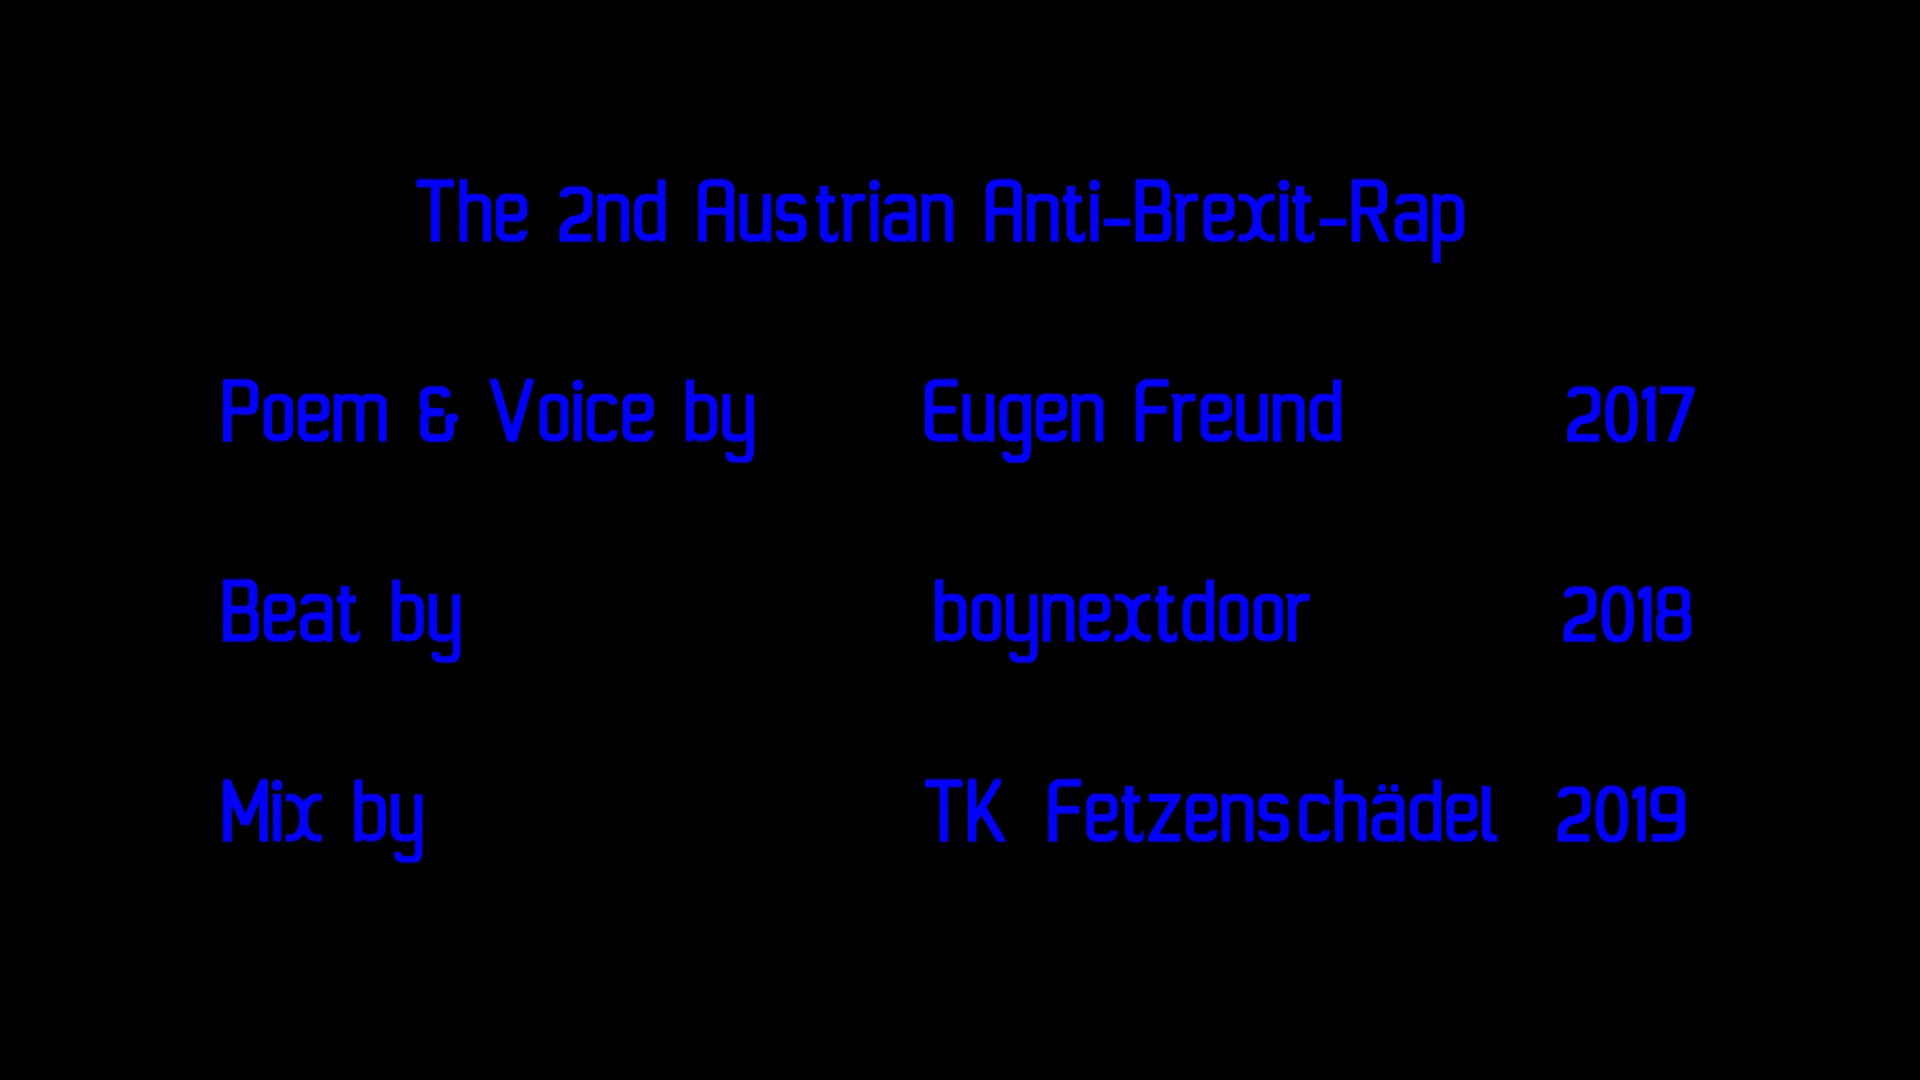 The 2nd Austrian Anti-Brexit-Rap
Poem & Voice by Eugen Freund 2017
Beat by boynextdoor 2018
Mix by TK Fetzenschädel 2019